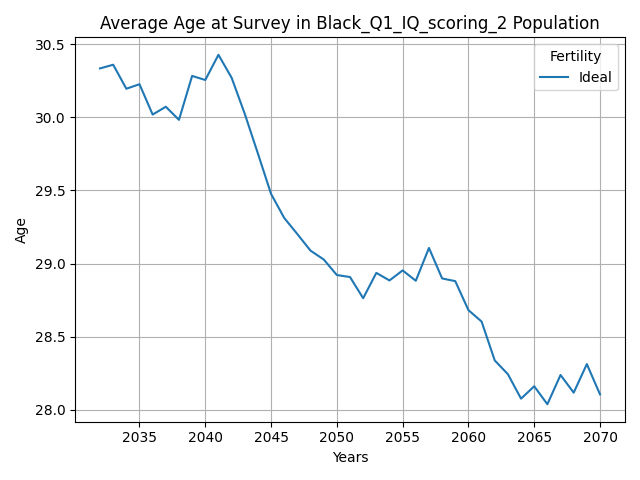 Average Age at Survey in Black_Q1_IQ_scoring_2 Population
Fertility
Ideal
30.5
30.0
29.5
29.0
28.5
28.0
Age
2035 2040 2045 2050 2055 2060 2065 2070
Years